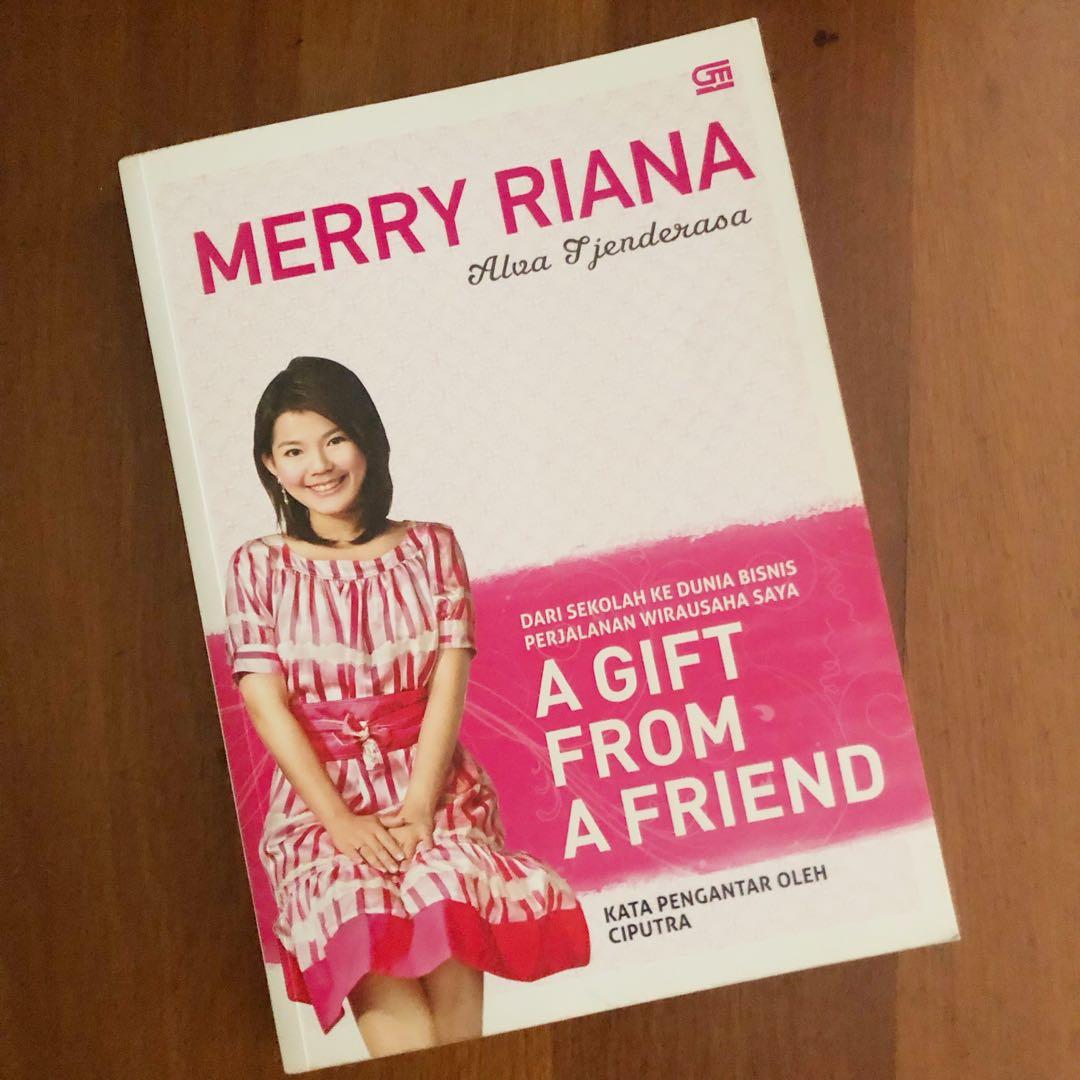 GM
MERRY RIANA
Alva Tjenderasa
DARI SEKOLAH KE DUNIA BISNIS
PERJALANAN WIRAUSAHA SAYA
A GIFT
FROM
A FRIEND
KATA PENGANTAR OLEH
CIPUTRA